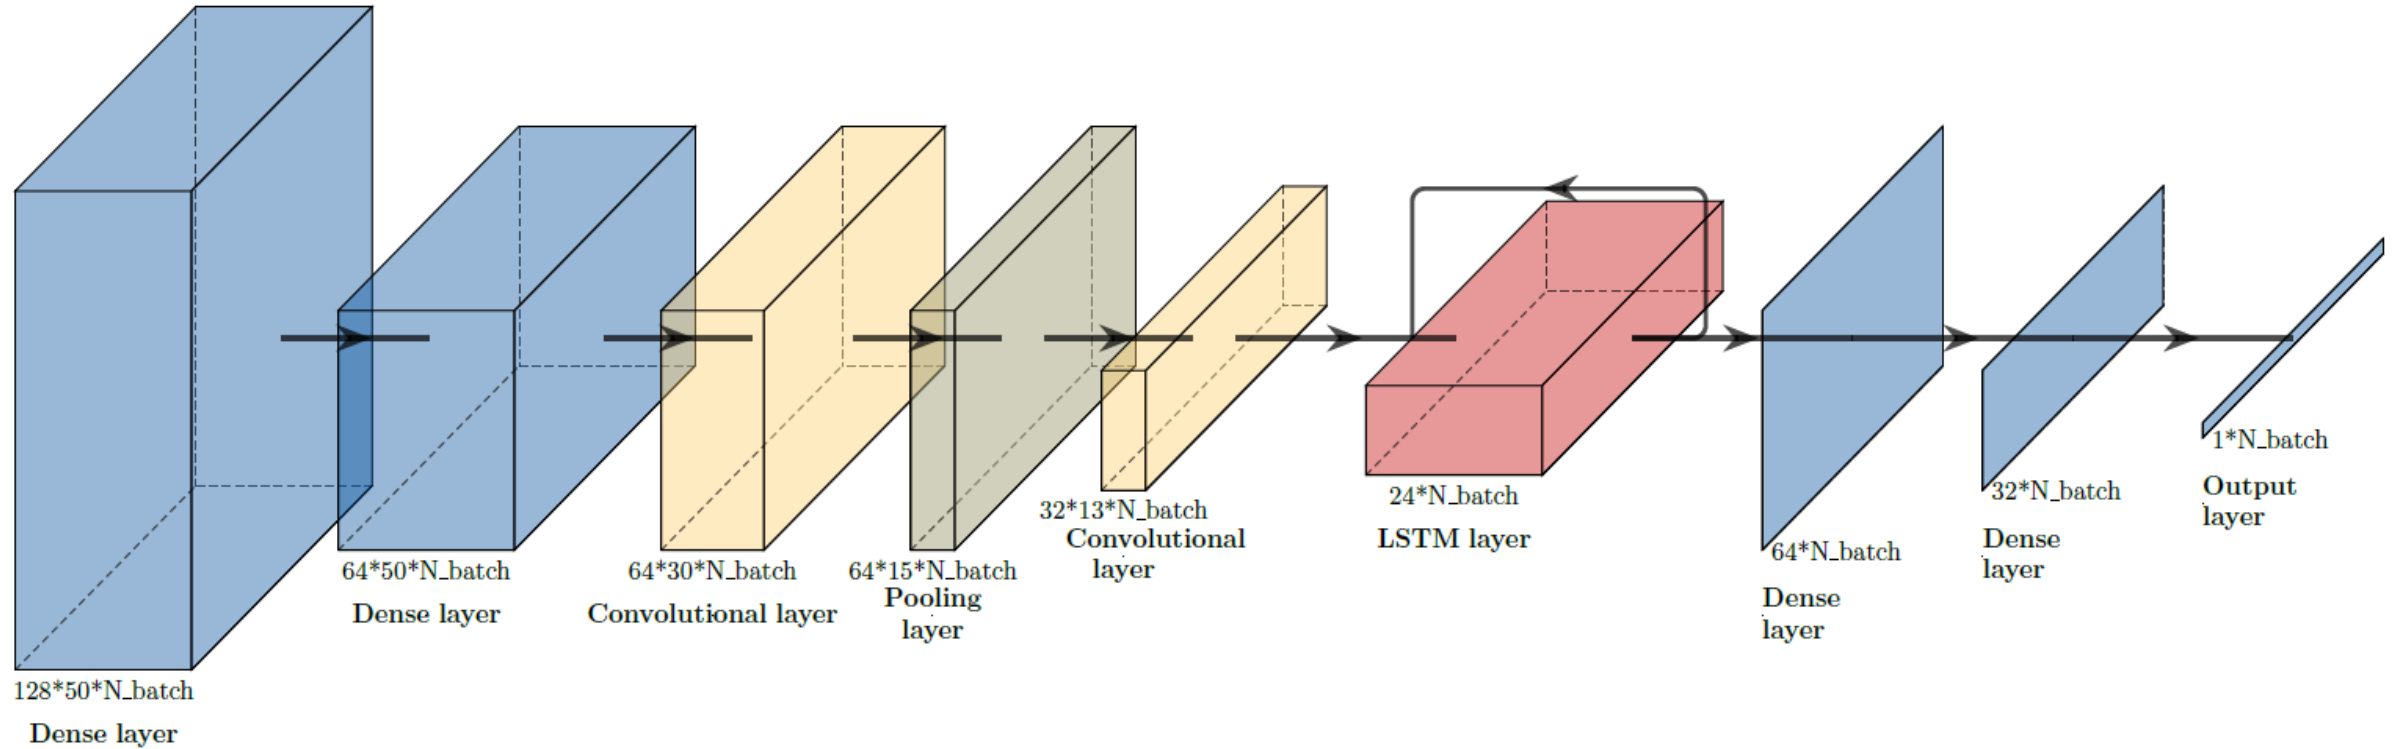 128*50*N_batch
Dense layer
64*50*N_batch
Dense layer
64*30*N_batch
Convolutional layer
64*15*N_batch
Pooling
layer
32*13*N_batch
Convolutional
layer
24*N_batch
LSTM layer
64*N_batch
Dense
layer
32*N_batch
Dense
layer
1*N_batch
Output
layer